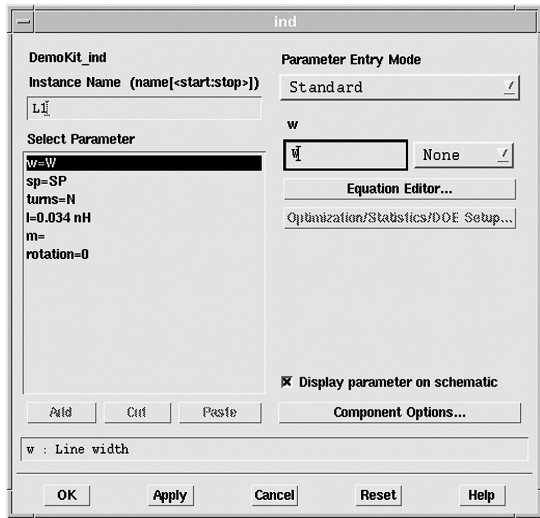 ind
DemoKit_ind
Instance Name (name[<start:stop>])
L1
Select Parameter
w=W
sp=SP
turns=N
l=0.034 nH
m=
rotation=0
Add Cut Paste
Parameter Entry Mode
Standard
w
W None
Equation Editor...
Optimization/Statistics/DOE Setup...
Display parameter on schematic
Component Options...
w : Line width
OK Apply Cancel Reset Help